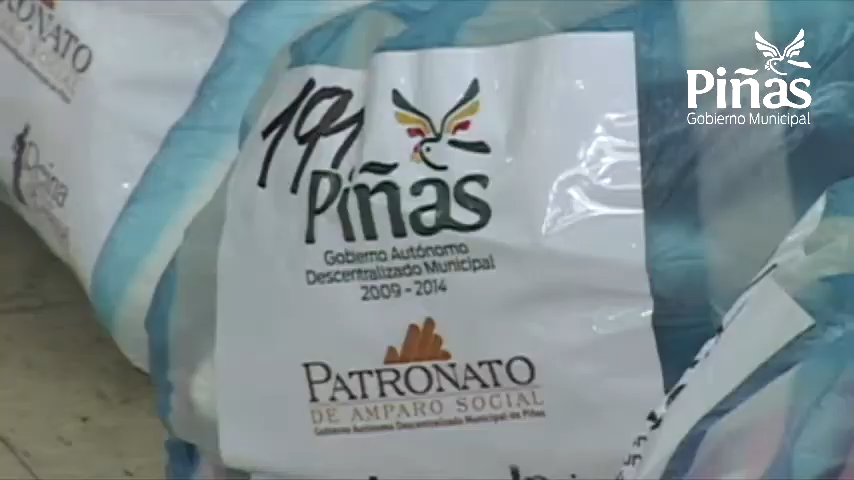 Piñas
Gobierno Municipal
PATRONATO
191
Piñas
Gobierno Autónomo
Descentralizado Municipal
2009 - 2014
PATRONATO
DE AMPARO SOCIAL
Gobierno Autónomo Descentralizado Municipal de Piñas